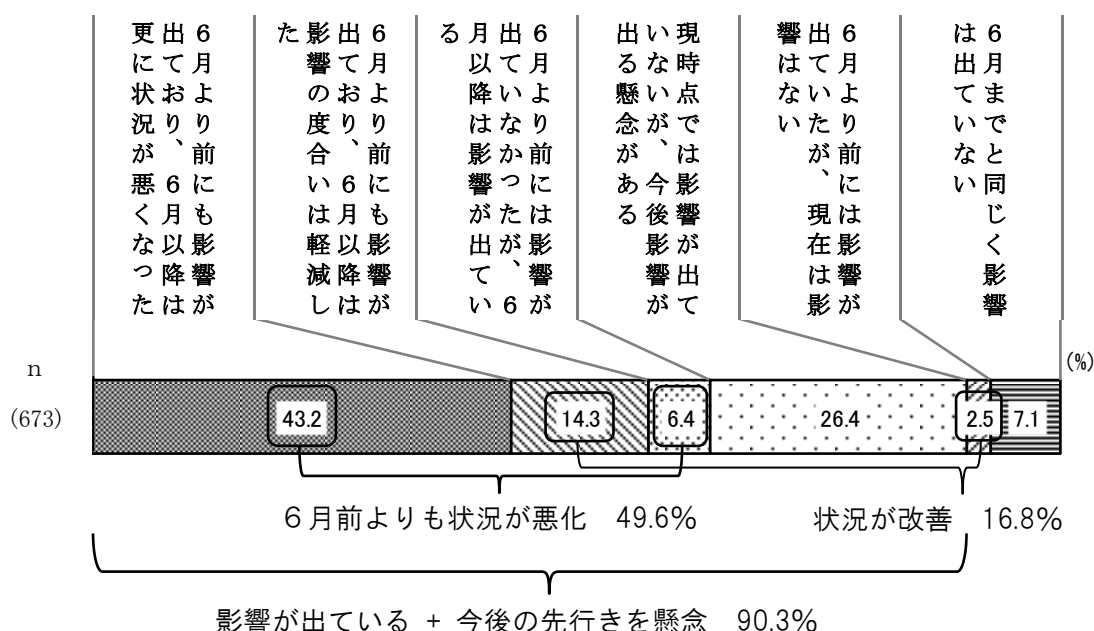 ６月より前にも影響が
出ており、６月以降は
更に状況が悪くなった
６月より前にも影響が
出ており、６月以降は
影響の度合いは軽減し
た
６月より前には影響が
出ていなかったが、６
月以降は影響が出てい
る
現時点では影響が出て
いないが、今後影響が
出る懸念がある
６月より前には影響が
出ていたが、現在は影
響はない
６月までと同じく影響
は出ていない
(%)
n
(673)
43.2
14.3
6.4
26.4
2.5
7.1
６月前よりも状況が悪化 49.6%
状況が改善 16.8%
影響が出ている + 今後の先行きを懸念 90.3%